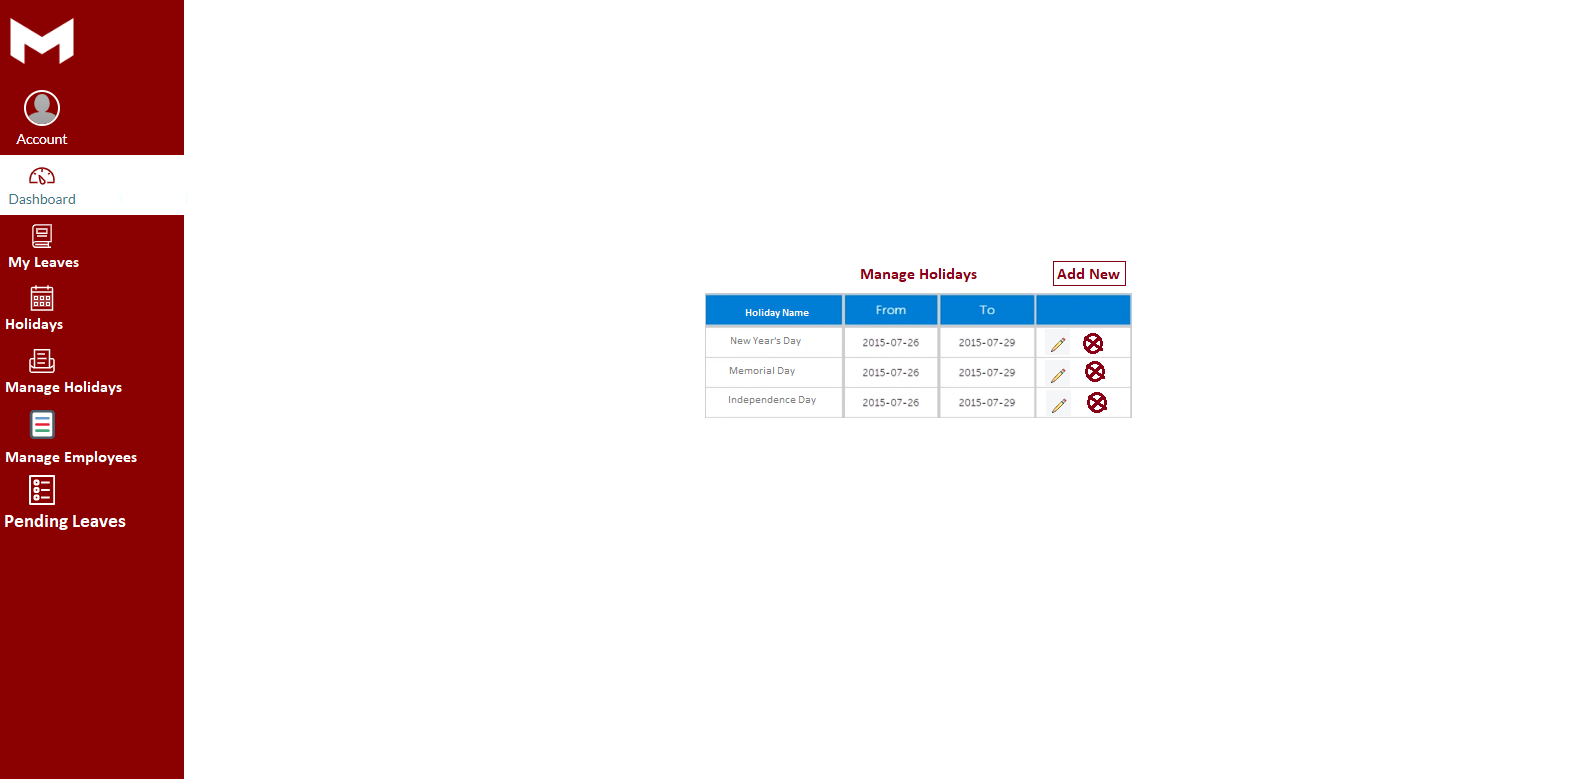 Account
Dashboard
My Leaves
Holidays
Manage Holidays
Manage Employees
Pending Leaves
Manage Holidays Add New
Holiday Name From To
New Year's Day 2015-07-26 2015-07-29
Memorial Day 2015-07-26 2015-07-29
Independence Day 2015-07-26 2015-07-29